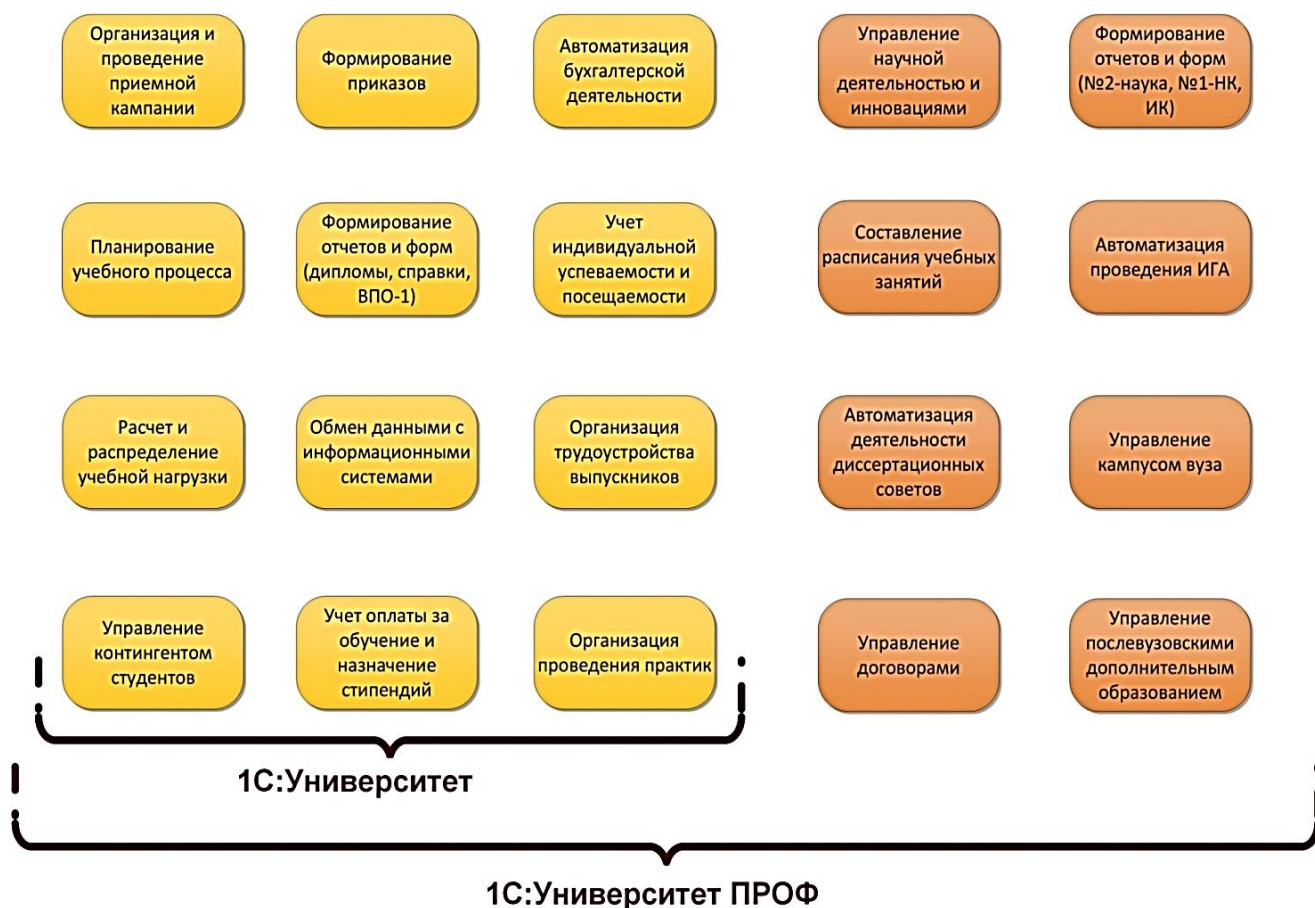 Организация и
проведение
приемной
кампании
Формирование
приказов
Автоматизация
бухгалтерской
деятельности
Управление
научной
деятельностью и
инновациями
Формирование
отчетов и форм
(№2-наука, №1-НК,
ИК)
Планирование
учебного процесса
Формирование
отчетов и форм
(дипломы, справки,
ВПО-1)
Учет
индивидуальной
успеваемости и
посещаемости
Составление
расписания учебных
занятий
Автоматизация
проведения ИГА
Расчет и
распределение
учебной нагрузки
Обмен данными с
информационными
системами
Организация
трудоустройства
выпускников
Автоматизация
деятельности
диссертационных
советов
Управление
кампусом вуза
Управление
контингентом
студентов
Учет оплаты за
обучение и
назначение
стипендий
Организация
проведения практик
Управление
договорами
Управление
послевузовскими
дополнительным
образованием
1С:Университет
1С:Университет ПРОФ